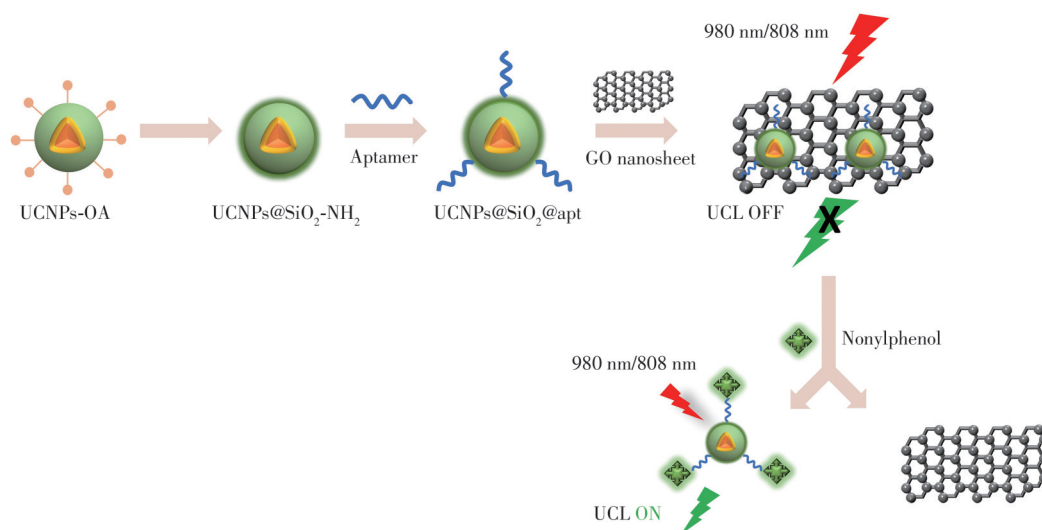 980 nm/808 nm
Aptamer
GO nanosheet
UCNPs-OA
UCNPs@SiO₂-NH₂
UCNPs@SiO₂@apt
UCL OFF
X
Nonylphenol
980 nm/808 nm
UCL ON